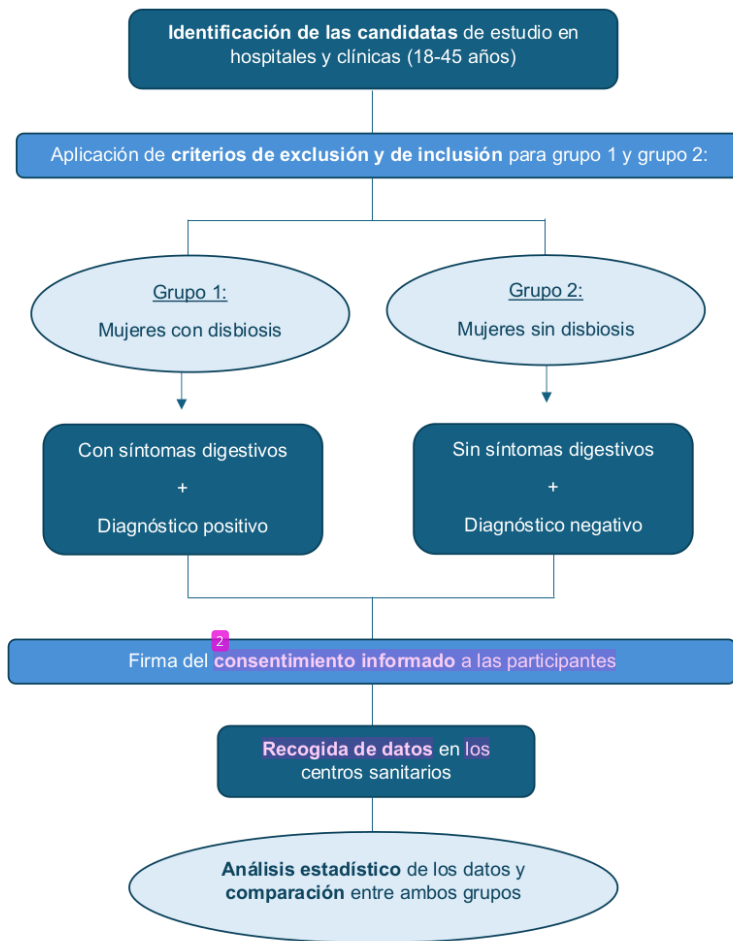 Identificación de las candidatas de estudio en
hospitales y clínicas (18-45 años)
Aplicación de criterios de exclusión y de inclusión para grupo 1 y grupo 2:
Grupo 1:
Mujeres con disbiosis
Grupo 2:
Mujeres sin disbiosis
Con síntomas digestivos
+
Diagnóstico positivo
Sin síntomas digestivos
+
Diagnóstico negativo
2
Firma del consentimiento informado a las participantes
Recogida de datos en los
centros sanitarios
Análisis estadístico de los datos y
comparación entre ambos grupos